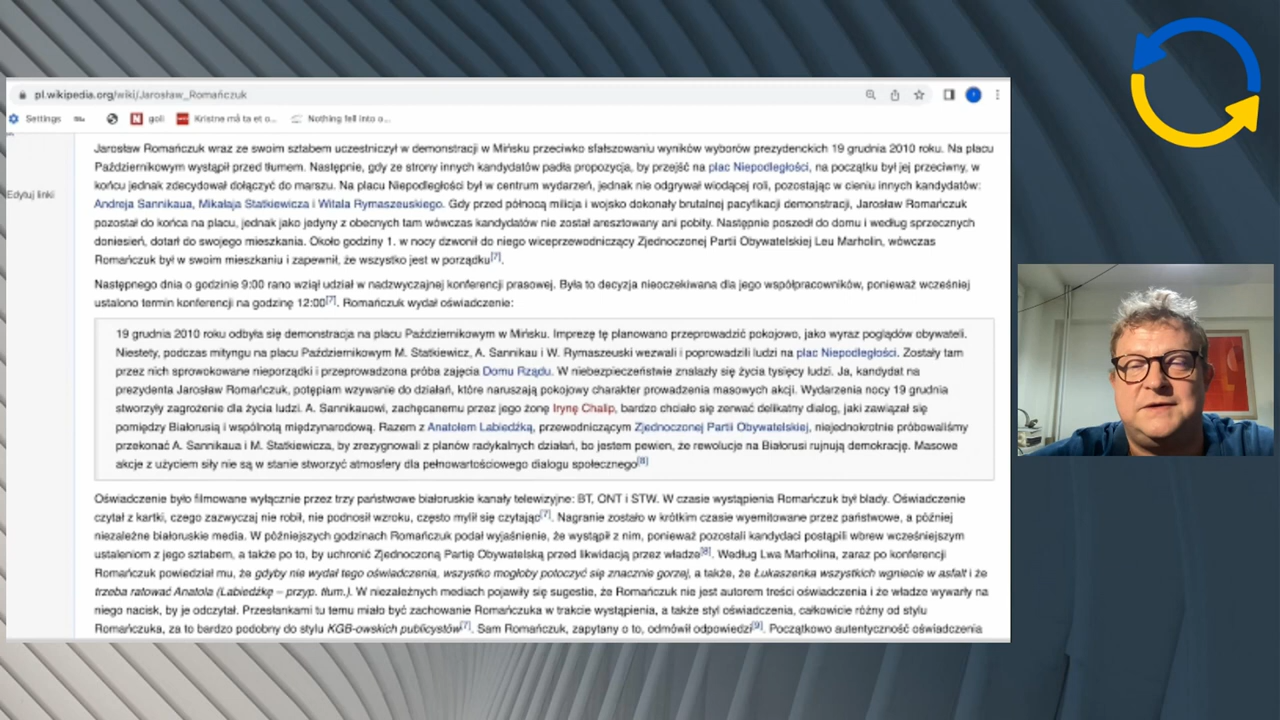 pl.wikipedia.org/wiki/Jarosław_Romańczuk
Settings
goli
Kristne må ta et o...
Nothing fell into o...
Edytuj linki
Jarosław Romańczuk wraz ze swoim sztabem uczestniczył w demonstracji w Mińsku przeciwko sfałszowaniu wyników wyborów prezydenckich 19 grudnia 2010 roku. Na placu
Październikowym wystąpił przed tłumem. Następnie, gdy ze strony innych kandydatów padła propozycja, by przejść na plac Niepodległości, na początku był jej przeciwny, w
końcu jednak zdecydował dołączyć do marszu. Na placu Niepodległości był w centrum wydarzeń, jednak nie odgrywał wiodącej roli, pozostając w cieniu innych kandydatów:
Andreja Sannikaua, Mikałaja Statkiewicza i Witala Rymaszeuskiego. Gdy przed północą milicja i wojsko dokonały brutalnej pacyfikacji demonstracji, Jarosław Romańczuk
pozostał do końca na placu, jednak jako jedyny z obecnych tam wówczas kandydatów nie został aresztowany ani pobity. Następnie poszedł do domu i według sprzecznych
doniesień, dotarł do swojego mieszkania. Około godziny 1. w nocy dzwonił do niego wiceprzewodniczący Zjednoczonej Partii Obywatelskiej Leu Marholin, wówczas
Romańczuk był w swoim mieszkaniu i zapewnił, że wszystko jest w porządku[7].
Następnego dnia o godzinie 9:00 rano wziął udział w nadzwyczajnej konferencji prasowej. Była to decyzja nieoczekiwana dla jego współpracowników, ponieważ wcześniej
ustalono termin konferencji na godzinę 12:00[7]. Romańczuk wydał oświadczenie:
19 grudnia 2010 roku odbyła się demonstracja na placu Październikowym w Mińsku. Imprezę tę planowano przeprowadzić pokojowo, jako wyraz poglądów obywateli.
Niestety, podczas mityngu na placu Październikowym M. Statkiewicz, A. Sannikau i W. Rymaszeuski wezwali i poprowadzili ludzi na plac Niepodległości. Zostały tam
przez nich sprowokowane nieporządki i przeprowadzona próba zajęcia Domu Rządu. W niebezpieczeństwie znalazły się życia tysięcy ludzi. Ja, kandydat na
prezydenta Jarosław Romańczuk, potępiam wzywanie do działań, które naruszają pokojowy charakter prowadzenia masowych akcji. Wydarzenia nocy 19 grudnia
stworzyły zagrożenie dla życia ludzi. A. Sannikauowi, zachęcanemu przez jego żonę Irynę Chalip, bardzo chciało się zerwać delikatny dialog, jaki zawiązał się
pomiędzy Białorusią i wspólnotą międzynarodową. Razem z Anatolem Labiedźką, przewodniczącym Zjednoczonej Partii Obywatelskiej, niejednokrotnie próbowaliśmy
przekonać A. Sannikaua i M. Statkiewicza, by zrezygnowali z planów radykalnych działań, bo jestem pewien, że rewolucje na Białorusi rujnują demokrację. Masowe
akcje z użyciem siły nie są w stanie stworzyć atmosfery dla pełnowartościowego dialogu społecznego[8]
Oświadczenie było filmowane wyłącznie przez trzy państwowe białoruskie kanały telewizyjne: BT, ONT i STW. W czasie wystąpienia Romańczuk był blady. Oświadczenie
czytał z kartki, czego zazwyczaj nie robił, nie podnosił wzroku, często mylił się czytając[7]. Nagranie zostało w krótkim czasie wyemitowane przez państwowe, a później
niezależne białoruskie media. W późniejszych godzinach Romańczuk podał wyjaśnienie, że wystąpił z nim, ponieważ pozostali kandydaci postąpili wbrew wcześniejszym
ustaleniom z jego sztabem, a także po to, by uchronić Zjednoczoną Partię Obywatelską przed likwidacją przez władze[8]. Według Lwa Marholina, zaraz po konferencji
Romańczuk powiedział mu, że gdyby nie wydał tego oświadczenia, wszystko mogłoby potoczyć się znacznie gorzej, a także, że Łukaszenka wszystkich wgniecie w asfalt i że
trzeba ratować Anatola (Labiedźkę – przyp. tłum.). W niezależnych mediach pojawiły się sugestie, że Romańczuk nie jest autorem treści oświadczenia i że władze wywarły na
niego nacisk, by je odczytał. Przesłankami tu temu miało być zachowanie Romańczuka w trakcie wystąpienia, a także styl oświadczenia, całkowicie różny od stylu
Romańczuka, za to bardzo podobny do stylu KGB-owskich publicystów[7]. Sam Romańczuk, zapytany o to, odmówił odpowiedzi[9]. Początkowo autentyczność oświadczenia